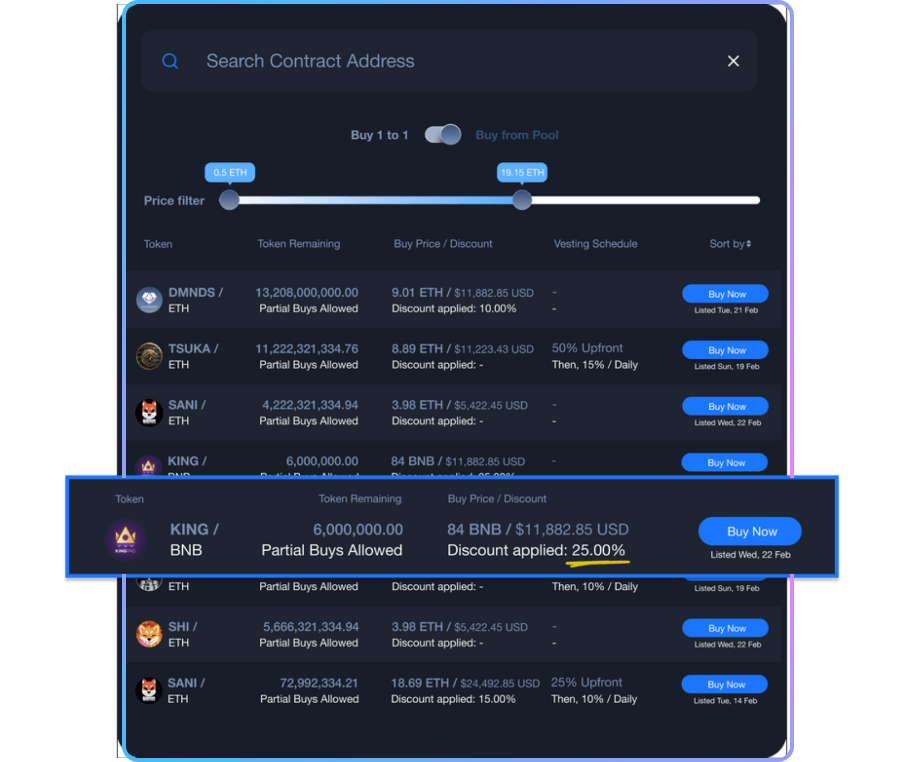 Search Contract Address
Buy 1 to 1 Buy from Pool
0.5 ETH 19.15 ETH
Price filter
Token Token Remaining Buy Price / Discount Vesting Schedule Sort by
DMNDS / 13,208,000,000.00 9.01 ETH / $11,882.85 USD - Buy Now
ETH Partial Buys Allowed Discount applied: 10.00% - Listed Tue, 21 Feb
TSUKA / 11,222,321,334.76 8.89 ETH / $11,223.43 USD 50% Upfront Buy Now
ETH Partial Buys Allowed Discount applied: - Then, 15% / Daily Listed Sun, 19 Feb
SANI / 4,222,321,334.94 3.98 ETH / $5,422.45 USD - Buy Now
ETH Partial Buys Allowed Discount applied: - - Listed Wed, 22 Feb
KING / 6,000,000.00 84 BNB / $11,882.85 USD - Buy Now
Token Token Remaining Buy Price / Discount
KING / 6,000,000.00 84 BNB / $11,882.85 USD Buy Now
BNB Partial Buys Allowed Discount applied: 25.00% Listed Wed, 22 Feb
ETH Partial Buys Allowed Discount applied: - Then, 10% / Daily Listed Sun, 19 Feb
SHI / 5,666,321,334.94 3.98 ETH / $5,422.45 USD - Buy Now
ETH Partial Buys Allowed Discount applied: - - Listed Wed, 22 Feb
SANI / 72,992,334.21 18.69 ETH / $24,492.85 USD 25% Upfront Buy Now
ETH Partial Buys Allowed Discount applied: 15.00% Then, 10% / Daily Listed Tue, 14 Feb